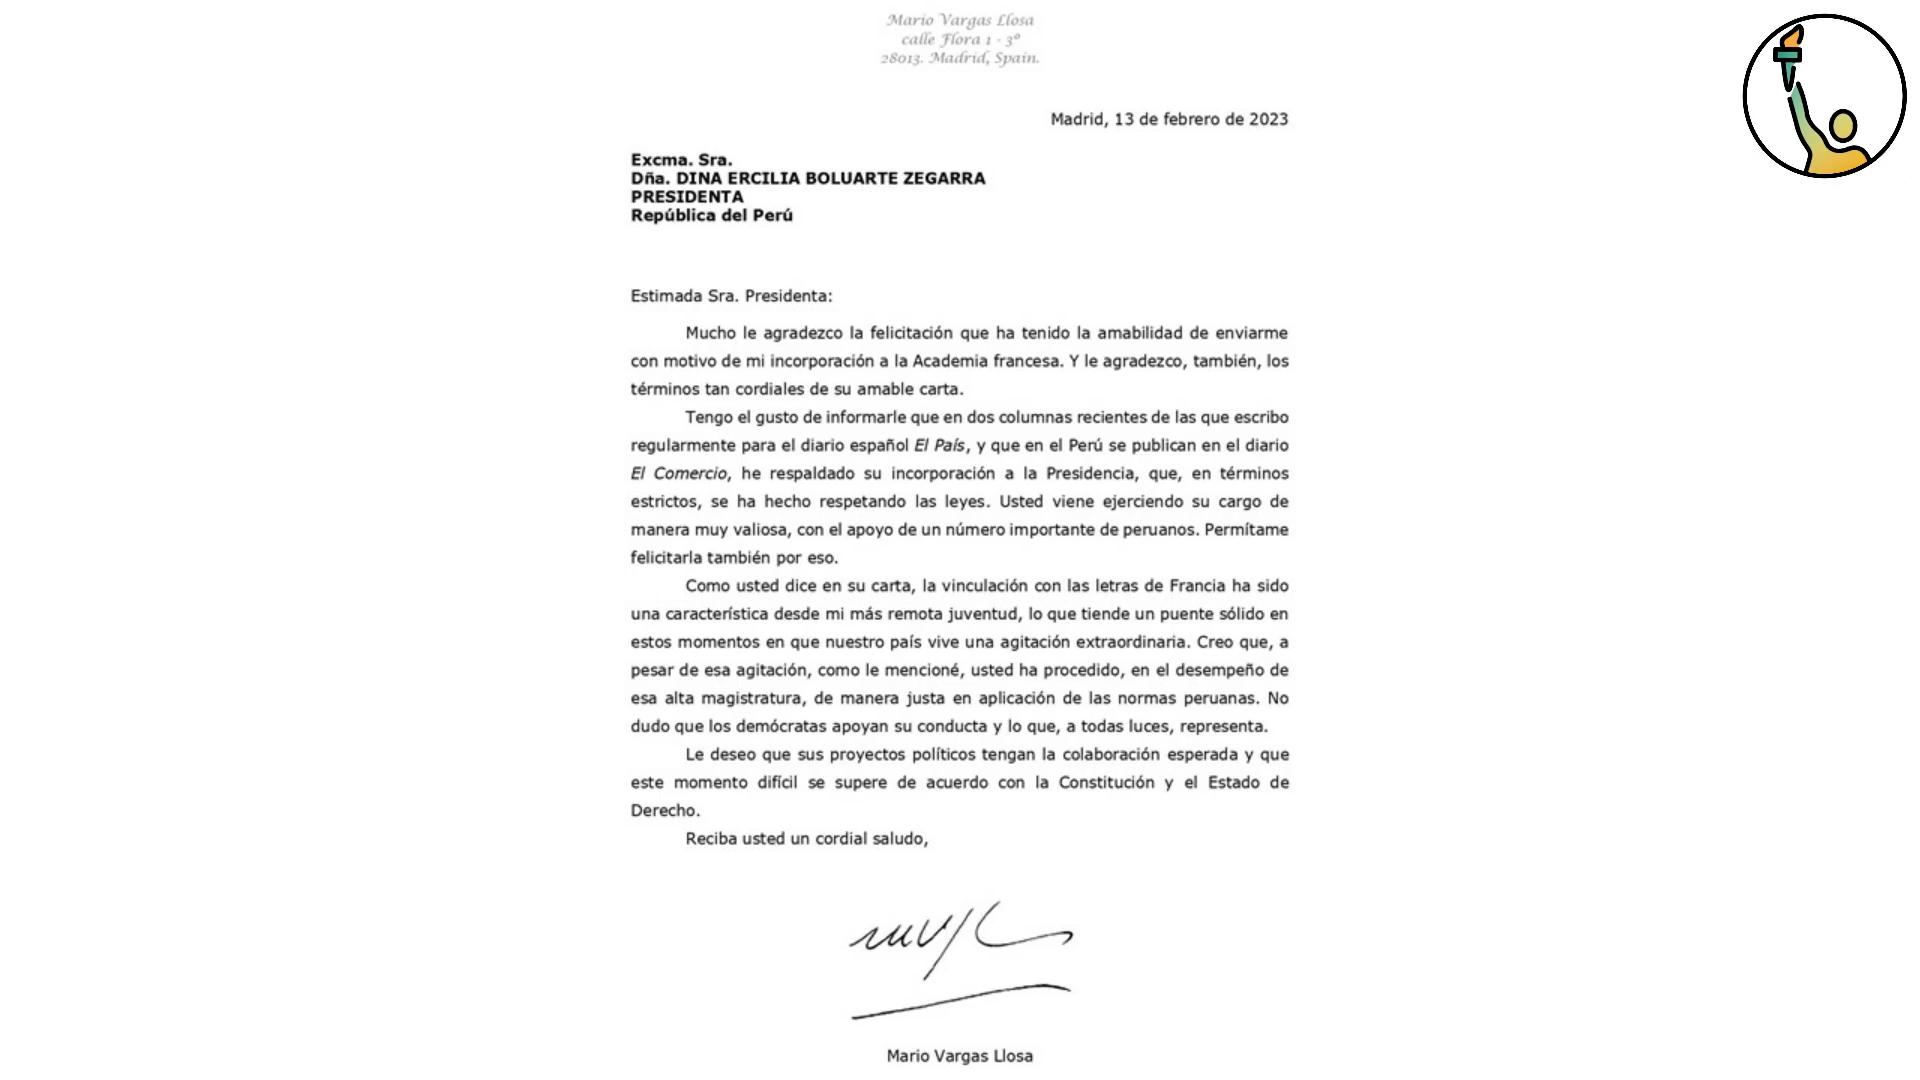 Mario Vargas Llosa
calle Flora 1 - 3º
28013. Madrid, Spain.
Madrid, 13 de febrero de 2023
Excma. Sra.
Dña. DINA ERCILIA BOLUARTE ZEGARRA
PRESIDENTA
República del Perú
Estimada Sra. Presidenta:
Mucho le agradezco la felicitación que ha tenido la amabilidad de enviarme
con motivo de mi incorporación a la Academia francesa. Y le agradezco, también, los
términos tan cordiales de su amable carta.
Tengo el gusto de informarle que en dos columnas recientes de las que escribo
regularmente para el diario español El País, y que en el Perú se publican en el diario
El Comercio, he respaldado su incorporación a la Presidencia, que, en términos
estrictos, se ha hecho respetando las leyes. Usted viene ejerciendo su cargo de
manera muy valiosa, con el apoyo de un número importante de peruanos. Permítame
felicitarla también por eso.
Como usted dice en su carta, la vinculación con las letras de Francia ha sido
una característica desde mi más remota juventud, lo que tiende un puente sólido en
estos momentos en que nuestro país vive una agitación extraordinaria. Creo que, a
pesar de esa agitación, como le mencioné, usted ha procedido, en el desempeño de
esa alta magistratura, de manera justa en aplicación de las normas peruanas. No
dudo que los demócratas apoyan su conducta y lo que, a todas luces, representa.
Le deseo que sus proyectos políticos tengan la colaboración esperada y que
este momento difícil se supere de acuerdo con la Constitución y el Estado de
Derecho.
Reciba usted un cordial saludo,
Mario Vargas Llosa